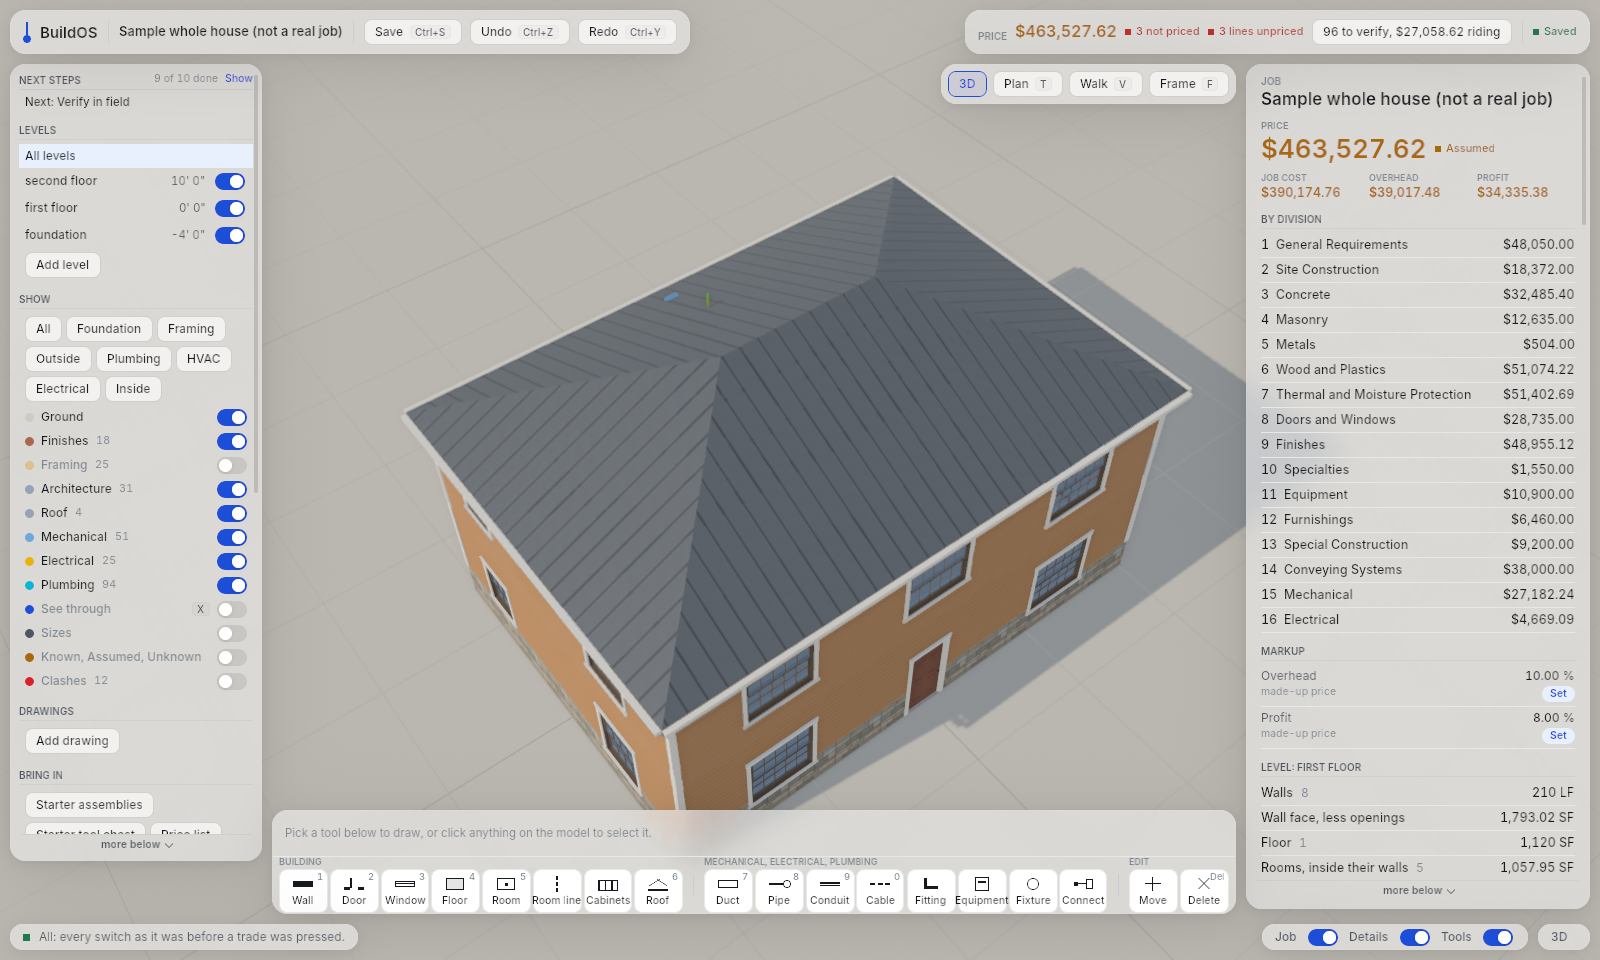 BuildOS
Sample whole house (not a real job)
Save Ctrl+S
Undo Ctrl+Z
Redo Ctrl+Y
PRICE $463,527.62
3 not priced
3 lines unpriced
96 to verify, $27,058.62 riding
Saved
NEXT STEPS 9 of 10 done Show
Next: Verify in field
LEVELS
All levels
second floor 10' 0"
first floor 0' 0"
foundation -4' 0"
Add level
SHOW
All Foundation Framing
Outside Plumbing HVAC
Electrical Inside
Ground
Finishes 18
Framing 25
Architecture 31
Roof 4
Mechanical 51
Electrical 25
Plumbing 94
See through X
Sizes
Known, Assumed, Unknown
Clashes 12
DRAWINGS
Add drawing
BRING IN
Starter assemblies
Starter tool chest Price list
more below
3D
Plan T
Walk V
Frame F
JOB
Sample whole house (not a real job)
PRICE
$463,527.62 Assumed
JOB COST OVERHEAD PROFIT
$390,174.76 $39,017.48 $34,335.38
BY DIVISION
1 General Requirements $48,050.00
2 Site Construction $18,372.00
3 Concrete $32,485.40
4 Masonry $12,635.00
5 Metals $504.00
6 Wood and Plastics $51,074.22
7 Thermal and Moisture Protection $51,402.69
8 Doors and Windows $28,735.00
9 Finishes $48,955.12
10 Specialties $1,550.00
11 Equipment $10,900.00
12 Furnishings $6,460.00
13 Special Construction $9,200.00
14 Conveying Systems $38,000.00
15 Mechanical $27,182.24
16 Electrical $4,669.09
MARKUP
Overhead 10.00 %
made-up price Set
Profit 8.00 %
made-up price Set
LEVEL: FIRST FLOOR
Walls 8 210 LF
Wall face, less openings 1,793.02 SF
Floor 1 1,120 SF
Rooms, inside their walls 5 1,057.95 SF
more below
Pick a tool below to draw, or click anything on the model to select it.
BUILDING
1 Wall
2 Door
3 Window
4 Floor
5 Room
Room line
Cabinets
6 Roof
MECHANICAL, ELECTRICAL, PLUMBING
7 Duct
8 Pipe
9 Conduit
0 Cable
Fitting
Equipment
Fixture
Connect
EDIT
Move
Del Delete
All: every switch as it was before a trade was pressed.
Job Details Tools
3D